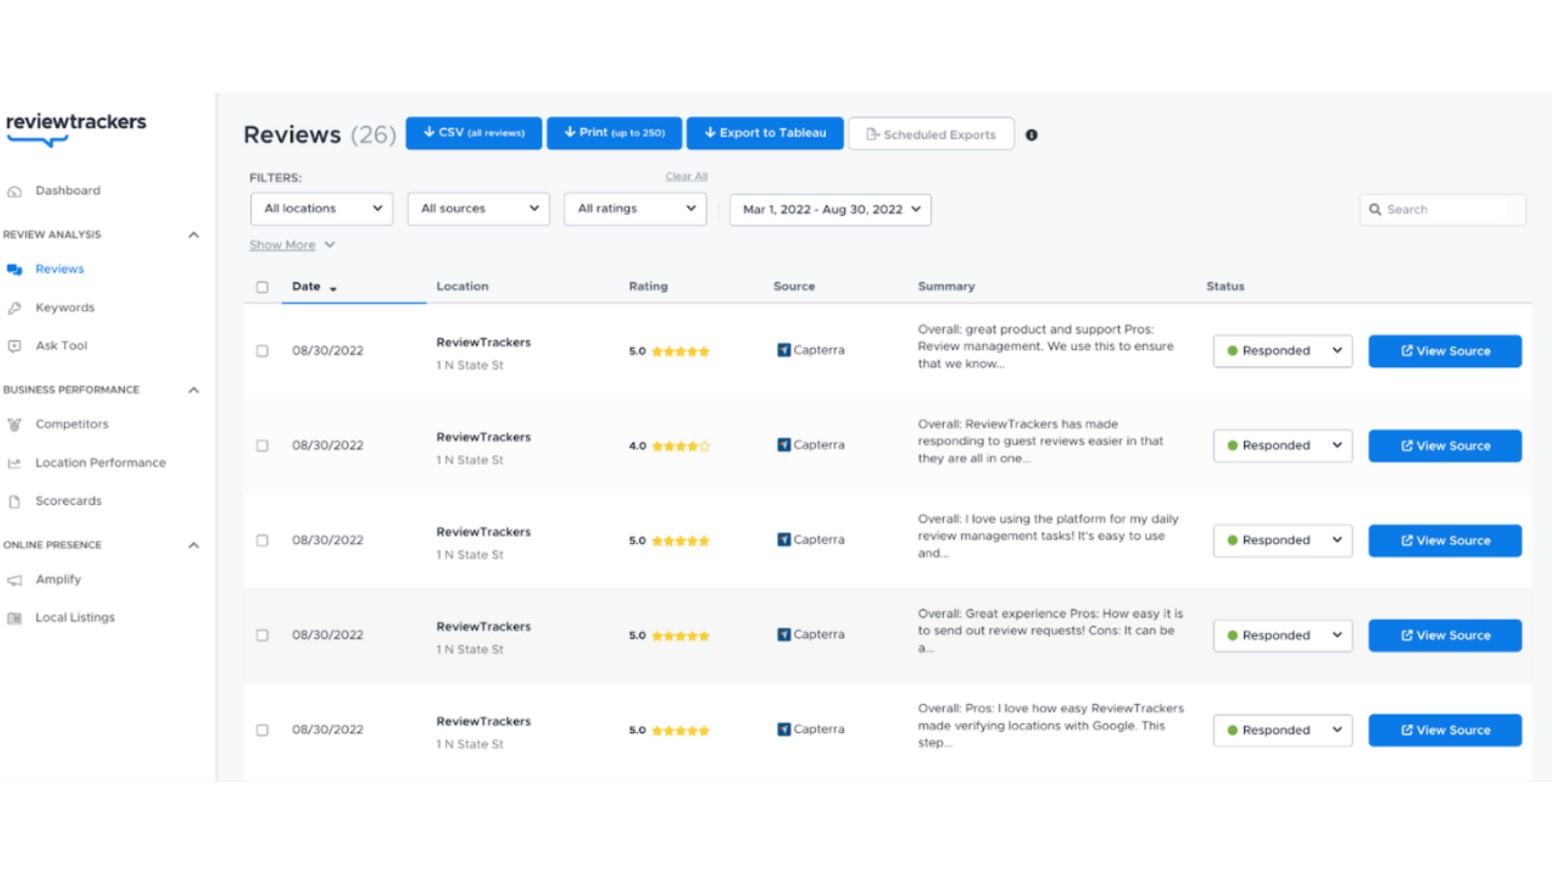 reviewtrackers
Dashboard
REVIEW ANALYSIS
Reviews
Keywords
Ask Tool
BUSINESS PERFORMANCE
Competitors
Location Performance
Scorecards
ONLINE PRESENCE
Amplify
Local Listings
Reviews (26)
CSV (all reviews)
Print (up to 250)
Export to Tableau
Scheduled Exports
FILTERS:
Clear All
All locations
All sources
All ratings
Mar 1, 2022 - Aug 30, 2022
Search
Show More
Date Location Rating Source Summary Status
08/30/2022
ReviewTrackers
1 N State St
5.0
Capterra
Overall: great product and support Pros:
Review management. We use this to ensure
that we know...
Responded
View Source
08/30/2022
ReviewTrackers
1 N State St
4.0
Capterra
Overall: ReviewTrackers has made
responding to guest reviews easier in that
they are all in one...
Responded
View Source
08/30/2022
ReviewTrackers
1 N State St
5.0
Capterra
Overall: I love using the platform for my daily
review management tasks! It's easy to use
and...
Responded
View Source
08/30/2022
ReviewTrackers
1 N State St
5.0
Capterra
Overall: Great experience Pros: How easy it is
to send out review requests! Cons: It can be
a...
Responded
View Source
08/30/2022
ReviewTrackers
1 N State St
5.0
Capterra
Overall: Pros: I love how easy ReviewTrackers
made verifying locations with Google. This
step...
Responded
View Source